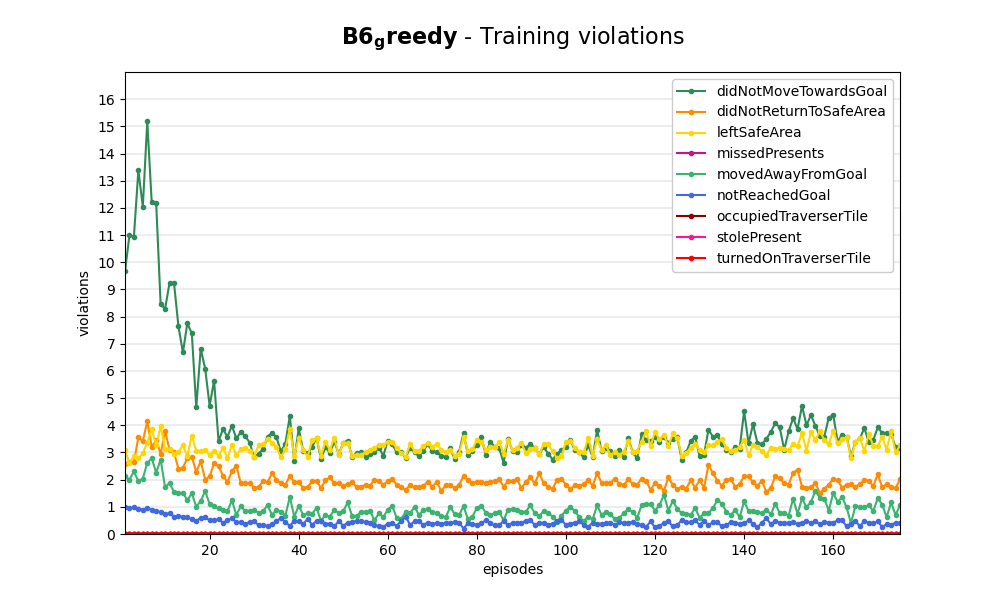 B6greedy - Training violations
violations
16
15
14
13
12
11
10
9
8
7
6
5
4
3
2
1
0
didNotMoveTowardsGoal
didNotReturnToSafeArea
leftSafeArea
missedPresents
movedAwayFromGoal
notReachedGoal
occupiedTraverserTile
stolePresent
turnedOnTraverserTile
20 40 60 80 100 120 140 160
episodes